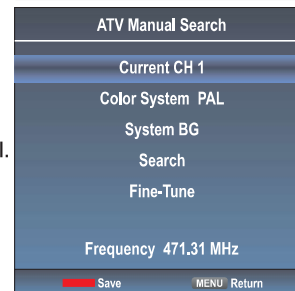 ATV Manual Search
Current CH 1
Color System PAL
System BG
l.
Search
Fine-Tune
Frequency 471.31 MHz
Save MENU Return